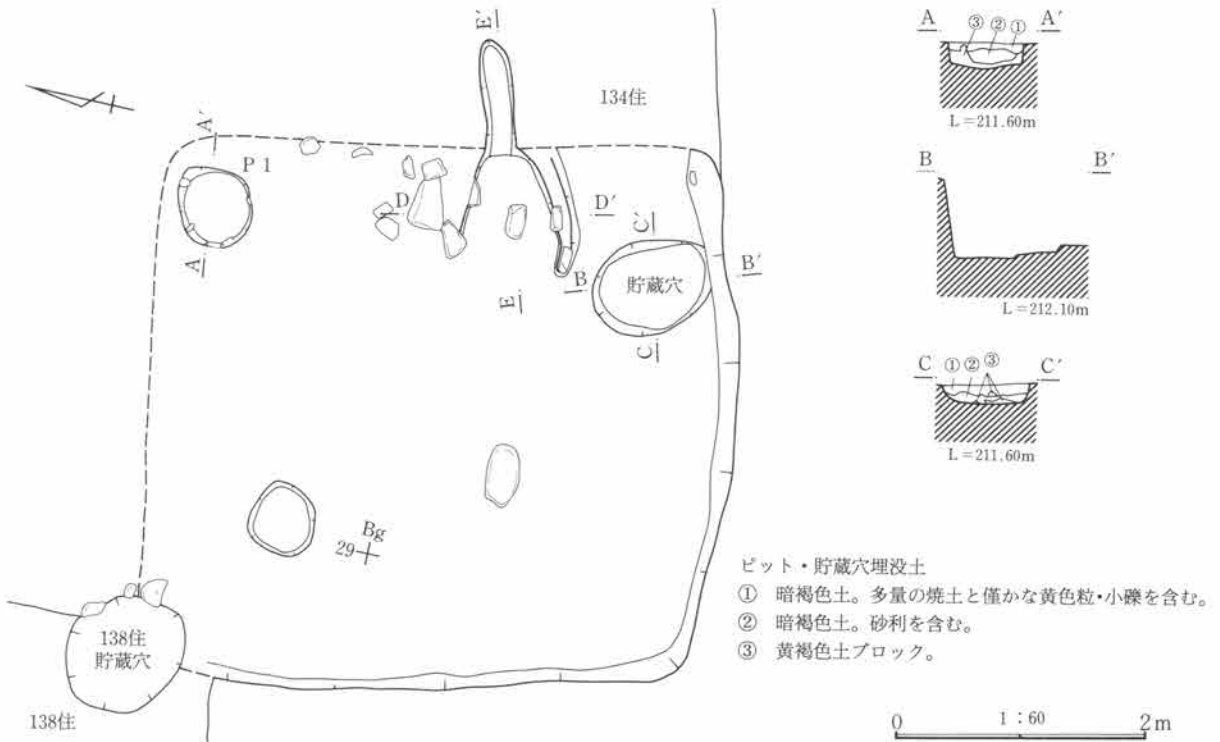 E′
134住
A′
P 1
D
D′
C′
A
B
B′
貯蔵穴
E
C
Bg
29
138住
貯蔵穴
138住
A
A′
③ ② ①
L＝211.60m
B
B′
L＝212.10m
C
① ② ③
C′
L＝211.60m
ピット・貯蔵穴埋没土
① 暗褐色土。多量の焼土と僅かな黄色粒・小礫を含む。
② 暗褐色土。砂利を含む。
③ 黄褐色土ブロック。
0 1：60 2m